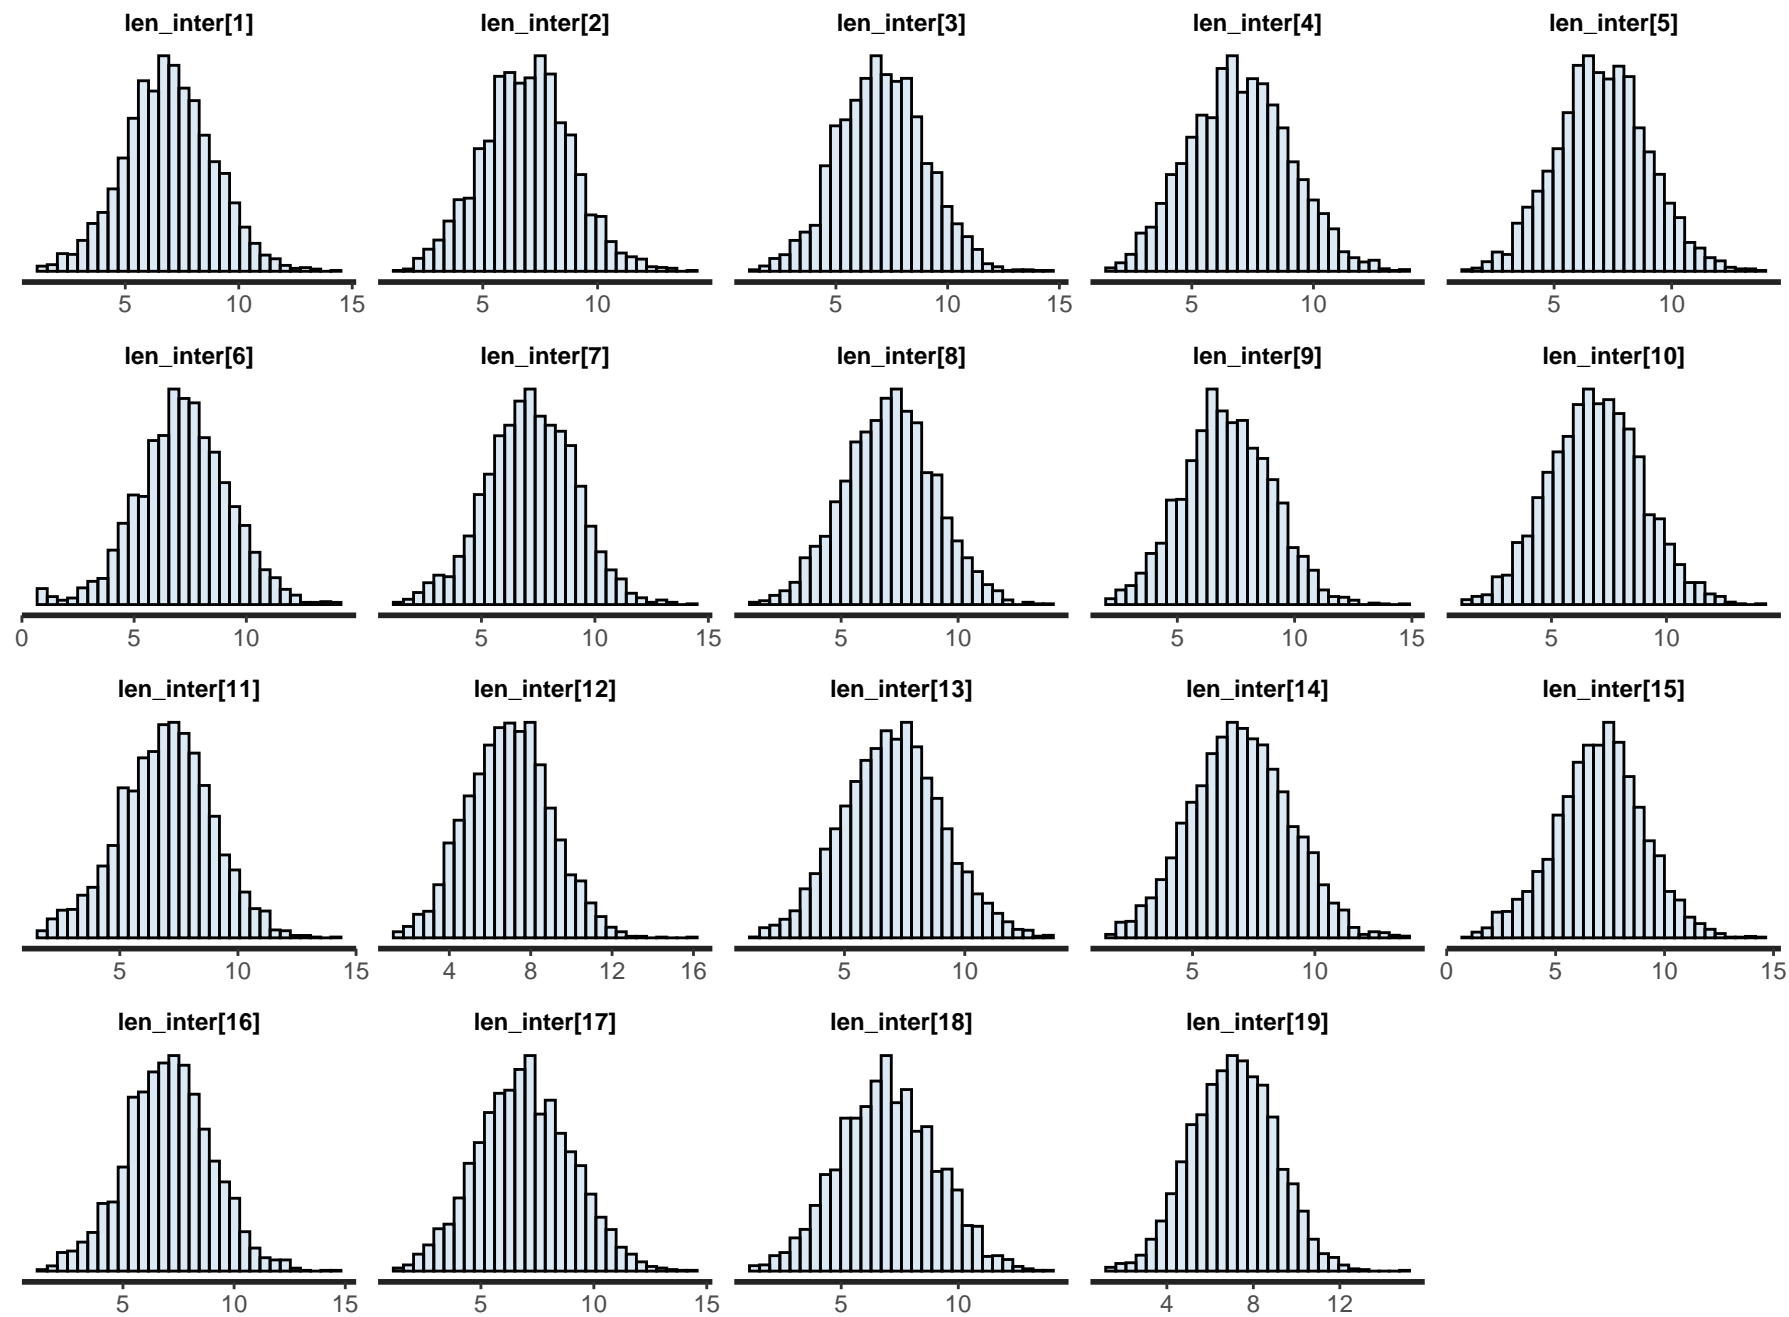 len_inter[1] len_inter[2] len_inter[3] len_inter[4] len_inter[5]
5 10 15 5 10 5 10 15 5 10 5 10
len_inter[6] len_inter[7] len_inter[8] len_inter[9] len_inter[10]
0 5 10 5 10 15 5 10 5 10 15 5 10
len_inter[11] len_inter[12] len_inter[13] len_inter[14] len_inter[15]
5 10 15 4 8 12 16 5 10 5 10 0 5 10 15
len_inter[16] len_inter[17] len_inter[18] len_inter[19]
5 10 15 5 10 15 5 10 4 8 12